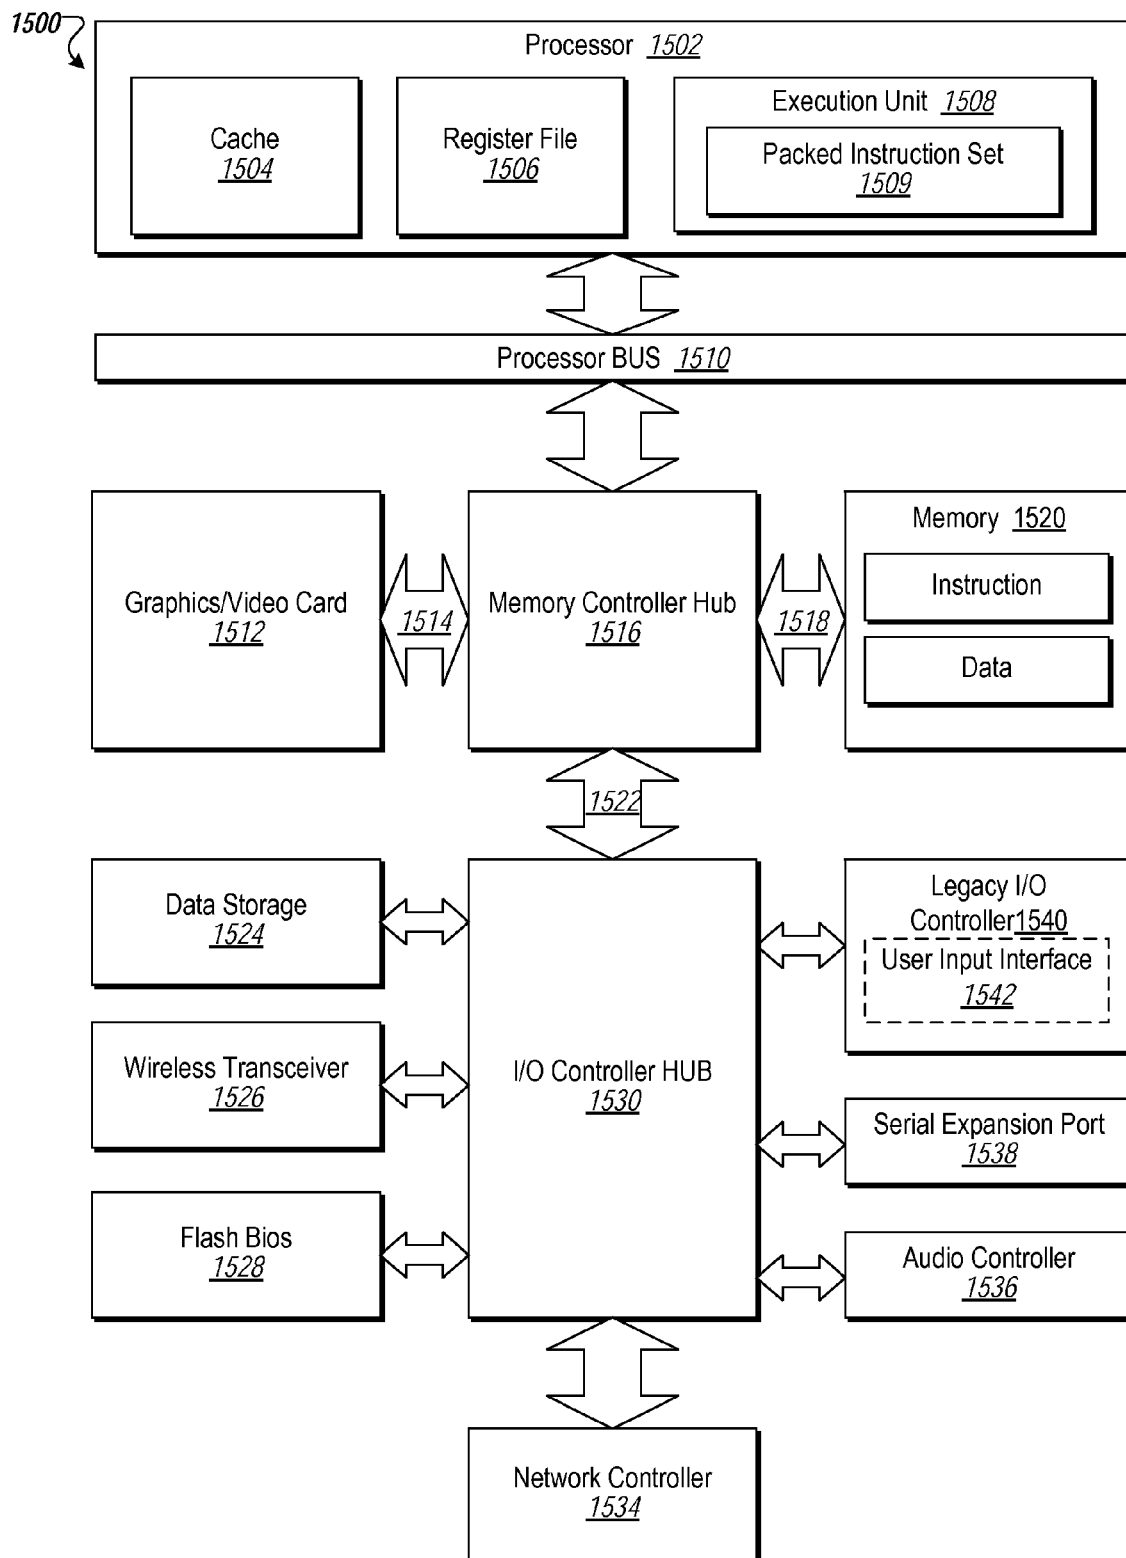 1500
Processor 1502
Cache
1504
Register File
1506
Execution Unit 1508
Packed Instruction Set
1509
Processor BUS 1510
Graphics/Video Card
1512
1514
Memory Controller Hub
1516
1518
Memory 1520
Instruction
Data
1522
Data Storage
1524
Wireless Transceiver
1526
Flash Bios
1528
I/O Controller HUB
1530
Legacy I/O
Controller1540
User Input Interface
1542
Serial Expansion Port
1538
Audio Controller
1536
Network Controller
1534